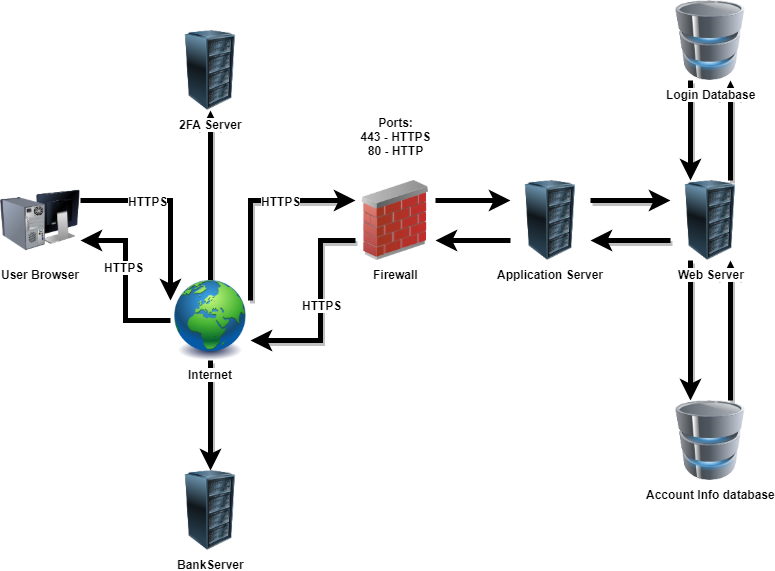 Login Database
2FA Server
Ports:
443 - HTTPS
80 - HTTP
HTTPS
HTTPS
User Browser
HTTPS
Firewall
Application Server
Web Server
HTTPS
Internet
Account Info database
BankServer